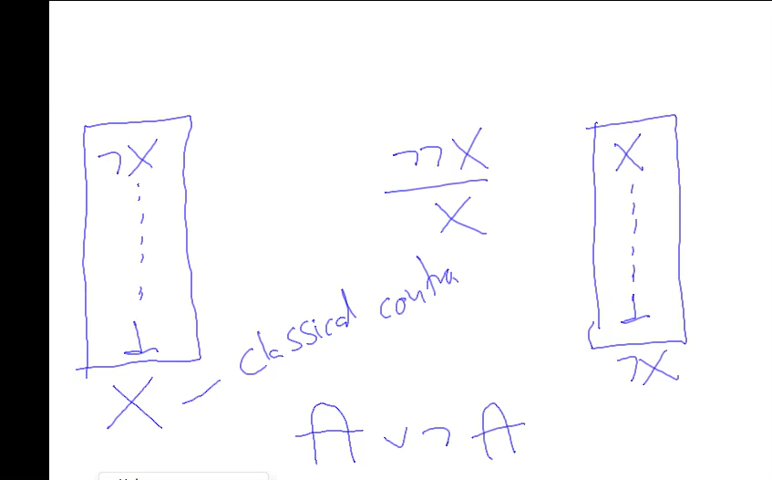 ¬X
⊥
X
classical contra
¬¬X
X
X
⊥
¬X
A ∨ ¬A